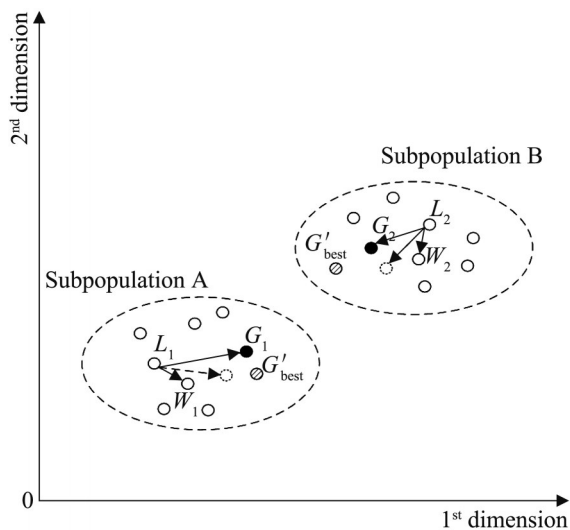 2nd dimension
Subpopulation B
L2
G2
G′best
W2
Subpopulation A
L1
G1
G′best
W1
0
1st dimension